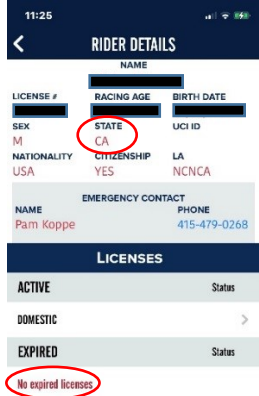 11:25
RIDER DETAILS
NAME
LICENSE # RACING AGE BIRTH DATE
SEX STATE UCI ID
M CA
NATIONALITY CITIZENSHIP LA
USA YES NCNCA
EMERGENCY CONTACT
NAME PHONE
Pam Koppe 415-479-0268
LICENSES
ACTIVE Status
DOMESTIC
EXPIRED Status
No expired licenses